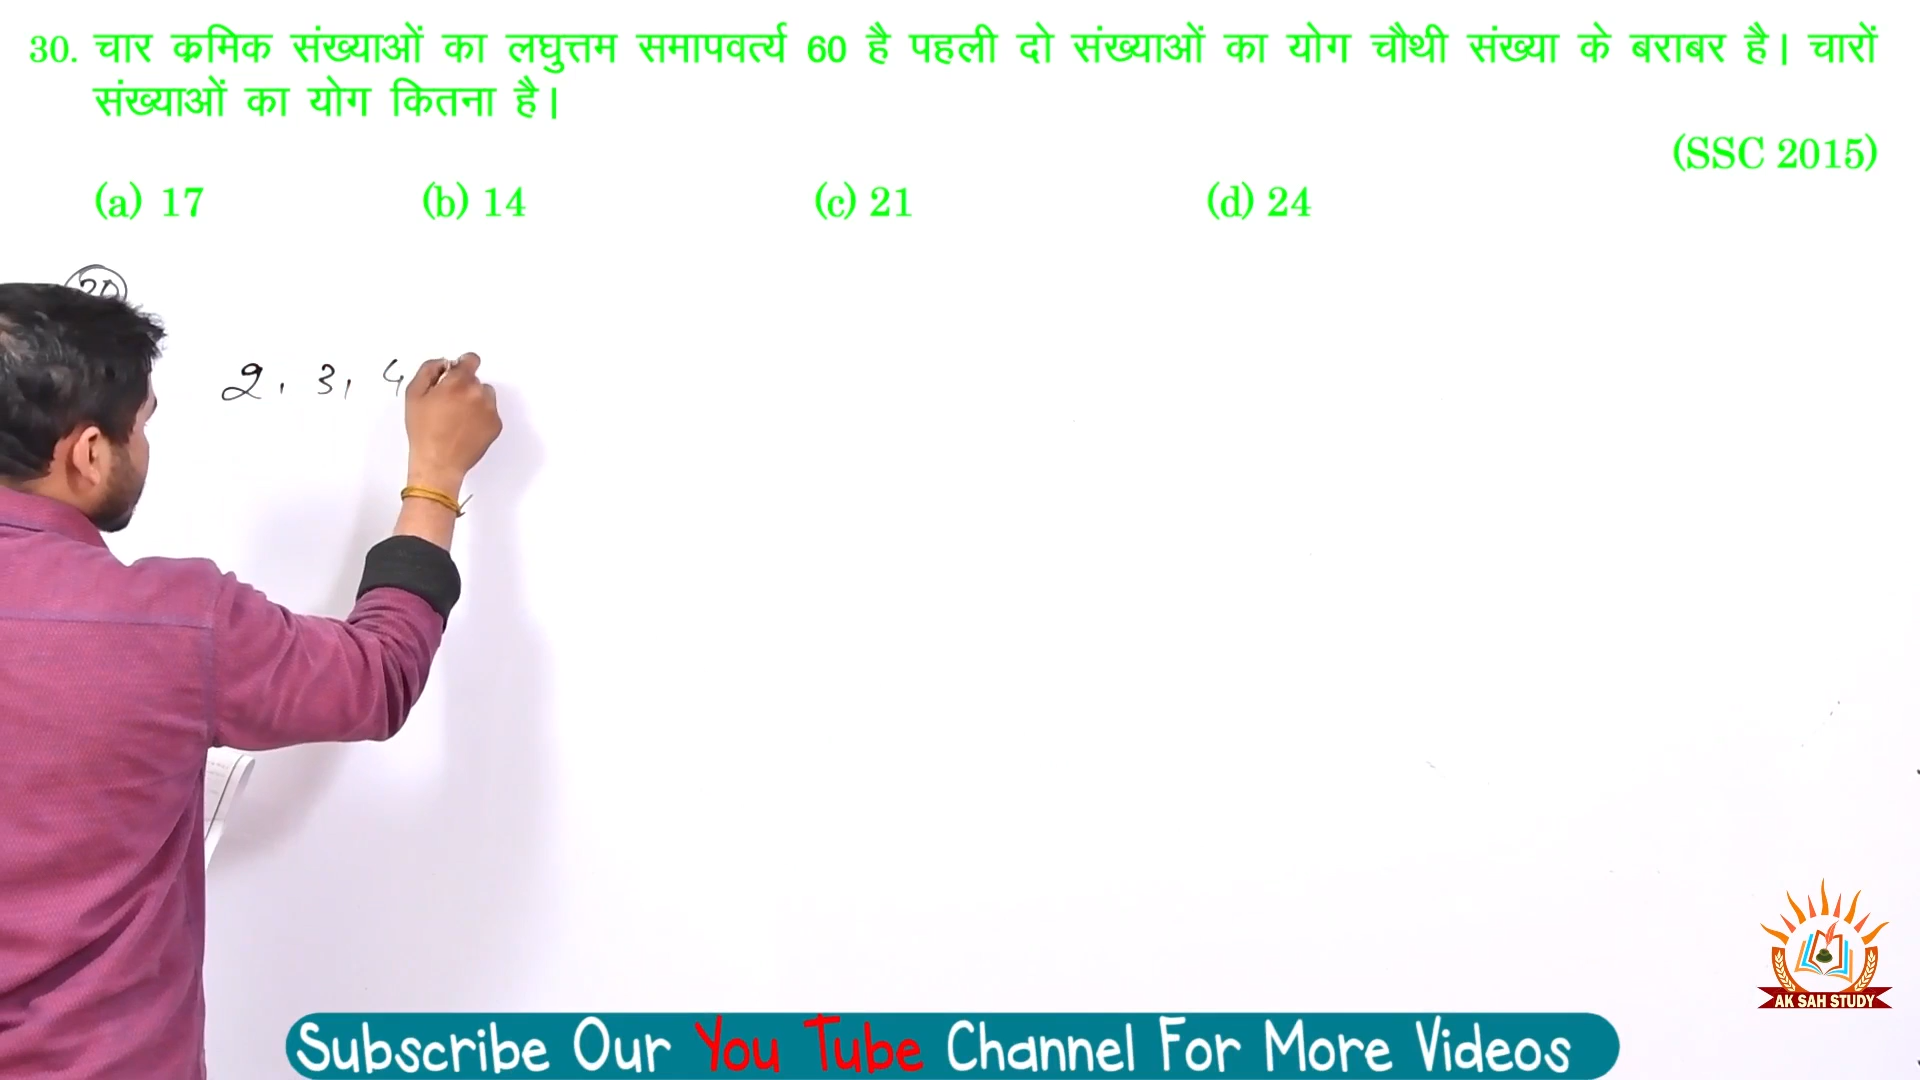 30. चार क्रमिक संख्याओं का लघुत्तम समापवर्त्य 60 है पहली दो संख्याओं का योग चौथी संख्या के बराबर है। चारों
संख्याओं का योग कितना है।
(SSC 2015)
(a) 17 (b) 14 (c) 21 (d) 24
2, 3, 4
AK SAH STUDY
Subscribe Our You Tube Channel For More Videos